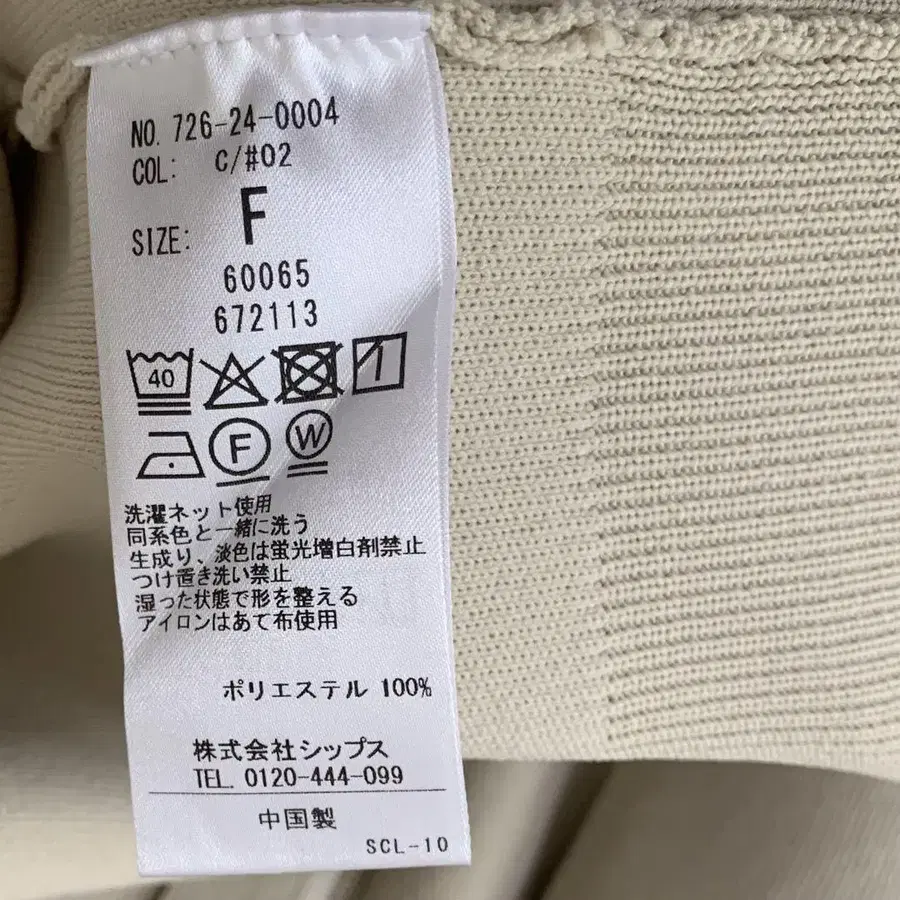 NO. 726-24-0004
COL: C/#02
SIZE: F
60065
672113
40
F W
洗濯ネット使用
同系色と一緒に洗う
生成り、淡色は蛍光増白剤禁止
つけ置き洗い禁止
湿った状態で形を整える
アイロンはあて布使用
ポリエステル 100%
株式会社シップス
TEL. 0120-444-099
中国製
SCL-10